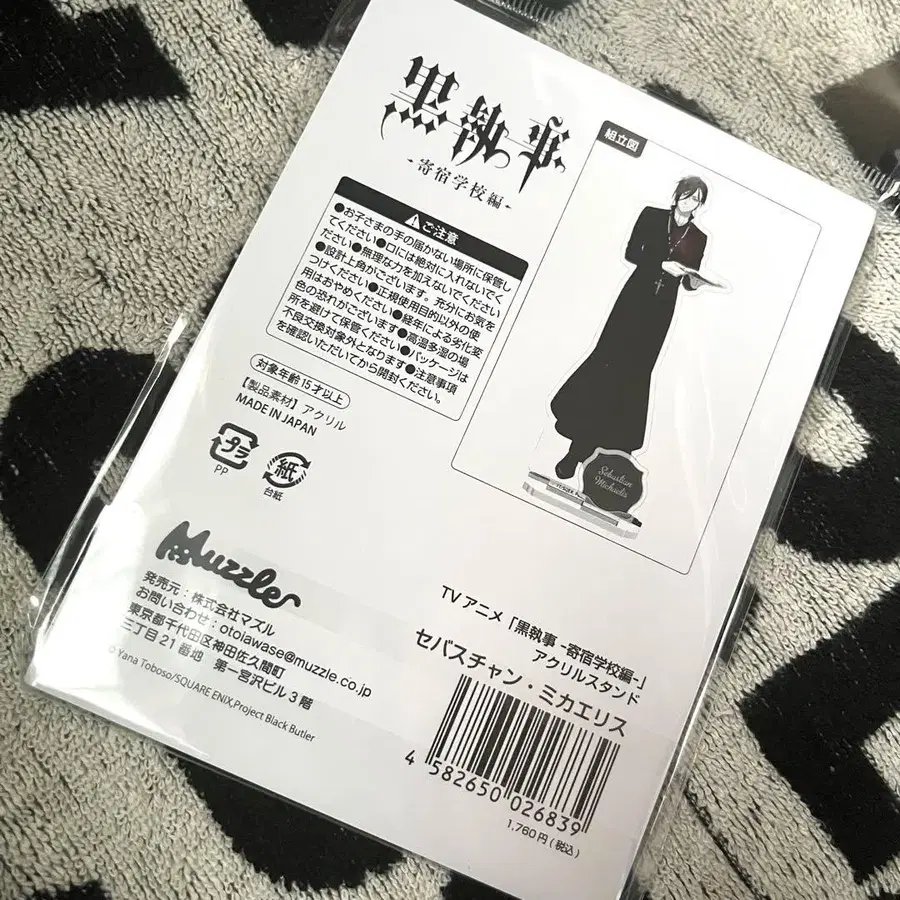 黒執事
-寄宿学校編-
⚠ご注意
●お子さまの手の届かない場所に保管し
てください●口には絶対に入れないでく
ださい●無理な力を加えないでください
●設計上角がございます。充分にお気を
つけください●正規使用目的以外の使
用はおやめください●経年による劣化変
色の恐れがございます●高温多湿の場
所を避けて保管ください●パッケージは
不良交換対象外となります●注意事項
を確認いただいてから開封ください。
対象年齢15才以上
【製品素材】アクリル
MADE IN JAPAN
プラ
PP
紙
台紙
組立図
Sebastian
Michaelis
Muzzle
発売元：株式会社マズル
お問い合わせ：otoiawase@muzzle.co.jp
東京都千代田区神田佐久間町
三丁目21番地 第一宮沢ビル3階
© Yana Toboso/SQUARE ENIX,Project Black Butler
TVアニメ「黒執事 -寄宿学校編-」
アクリルスタンド
セバスチャン・ミカエリス
4 582650 026839
1,760円(税込)